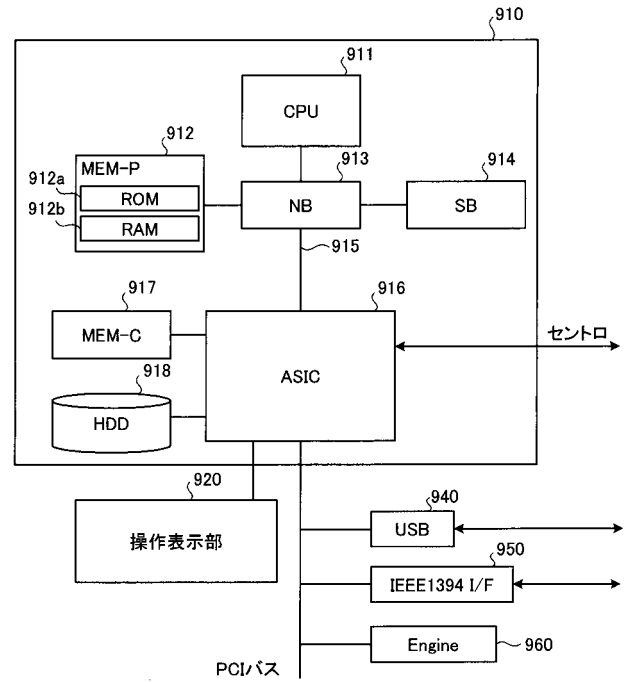 910
911
CPU
912
MEM-P
912a
ROM
912b
RAM
913
NB
914
SB
915
917
MEM-C
916
ASIC
セントロ
918
HDD
920
操作表示部
940
USB
950
IEEE1394 I/F
Engine
960
PCIバス